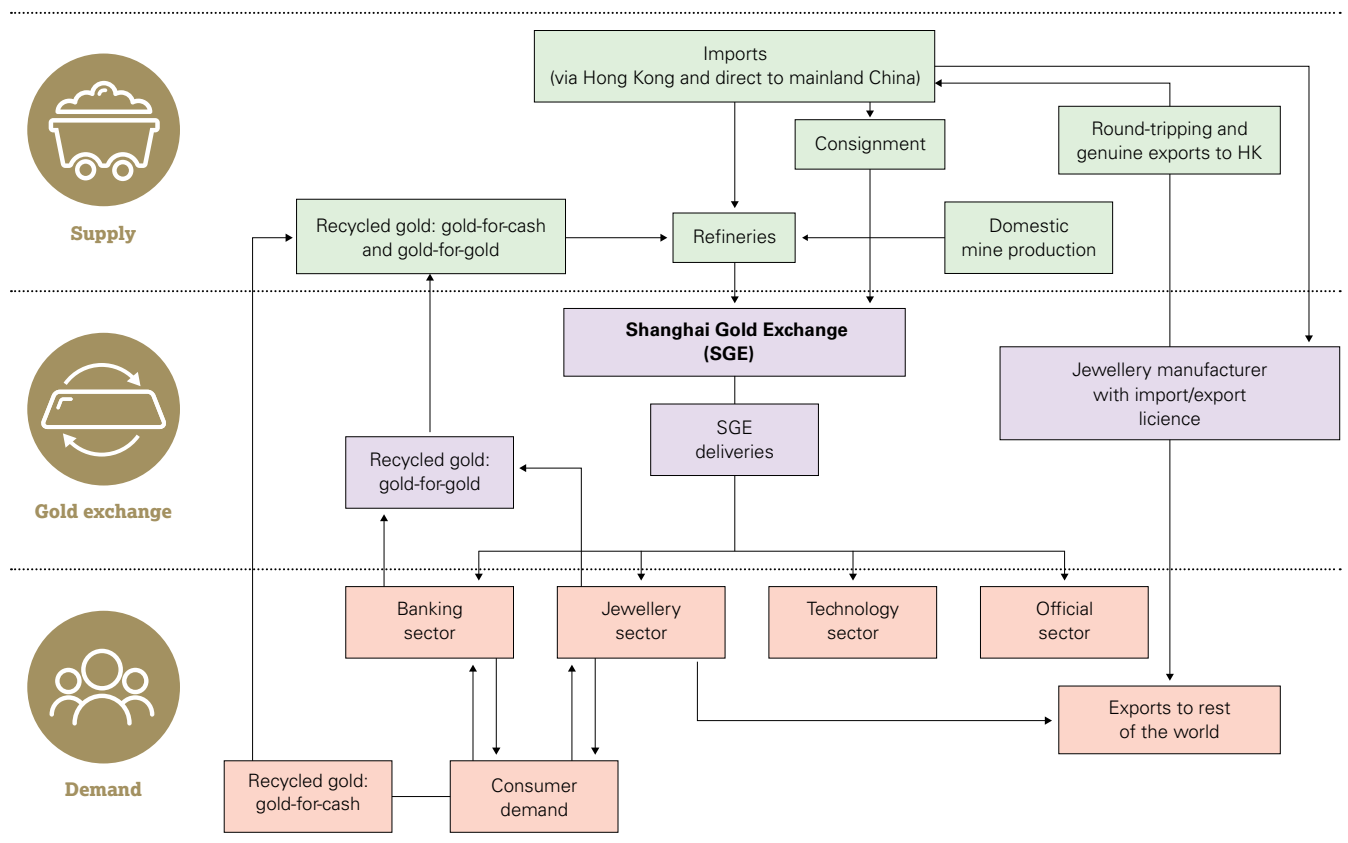 Imports
(via Hong Kong and direct to mainland China)
Consignment
Round-tripping and
genuine exports to HK
Recycled gold: gold-for-cash
and gold-for-gold
Refineries
Domestic
mine production
Supply
Shanghai Gold Exchange
(SGE)
Jewellery manufacturer
with import/export
licience
SGE
deliveries
Recycled gold:
gold-for-gold
Gold exchange
Banking
sector
Jewellery
sector
Technology
sector
Official
sector
Exports to rest
of the world
Recycled gold:
gold-for-cash
Consumer
demand
Demand